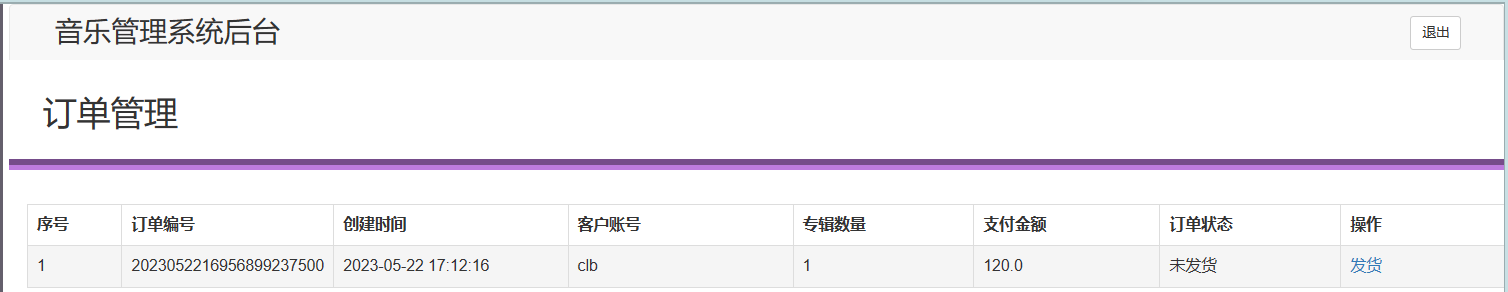 音乐管理系统后台 退出
订单管理
序号 订单编号 创建时间 客户账号 专辑数量 支付金额 订单状态 操作
1 2023052216956899237500 2023-05-22 17:12:16 clb 1 120.0 未发货 发货